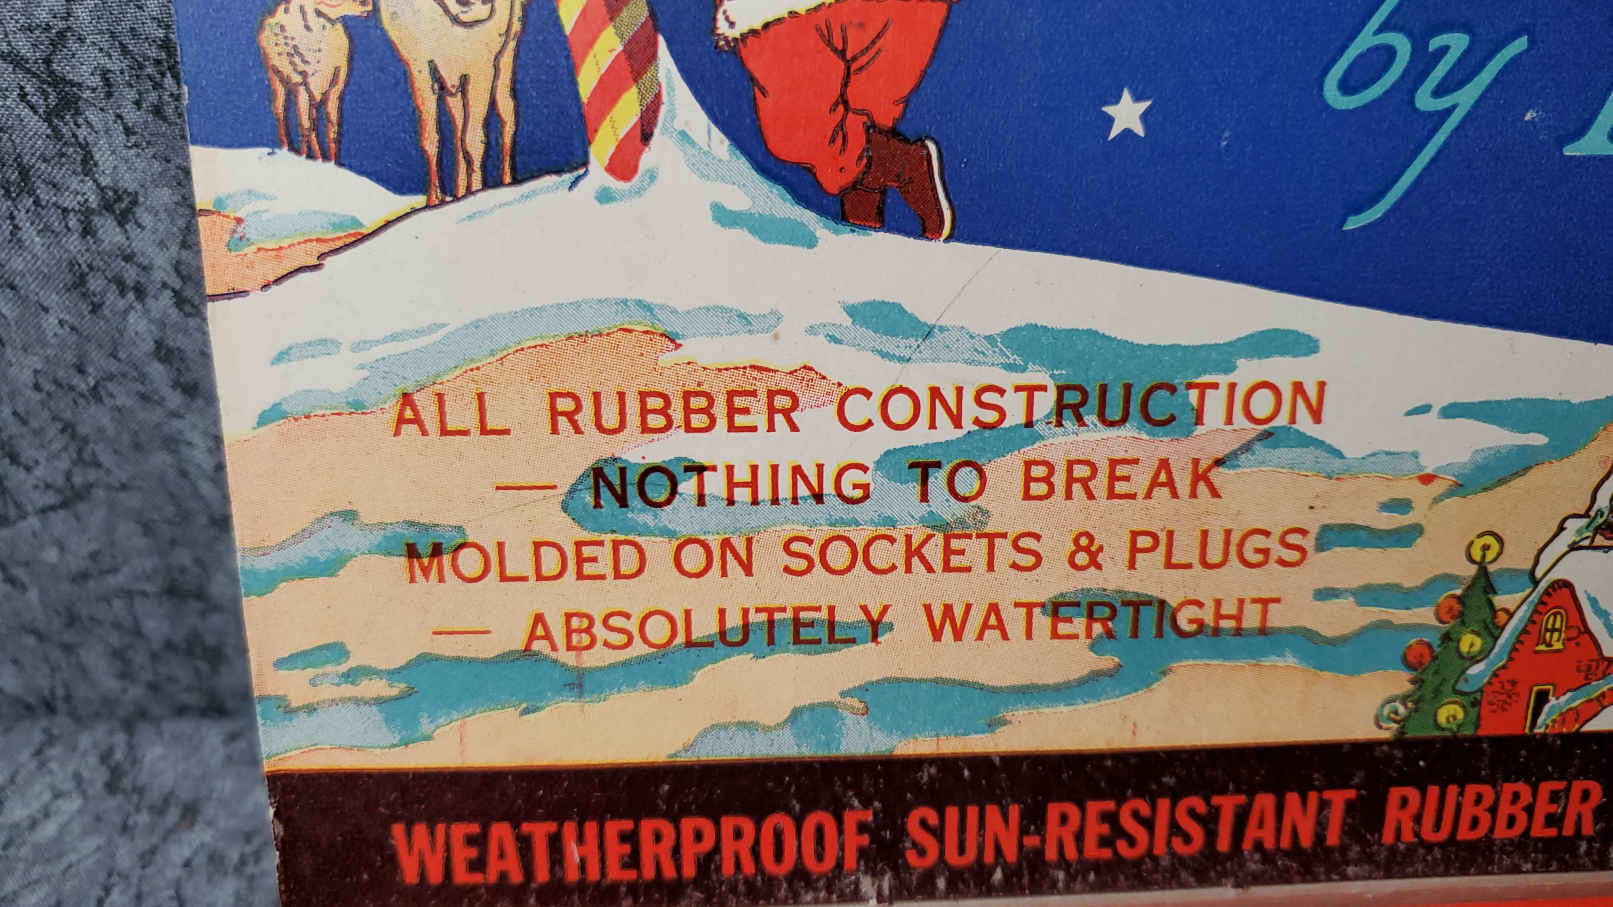 by
ALL RUBBER CONSTRUCTION
— NOTHING TO BREAK
MOLDED ON SOCKETS & PLUGS
— ABSOLUTELY WATERTIGHT
WEATHERPROOF SUN-RESISTANT RUBBER